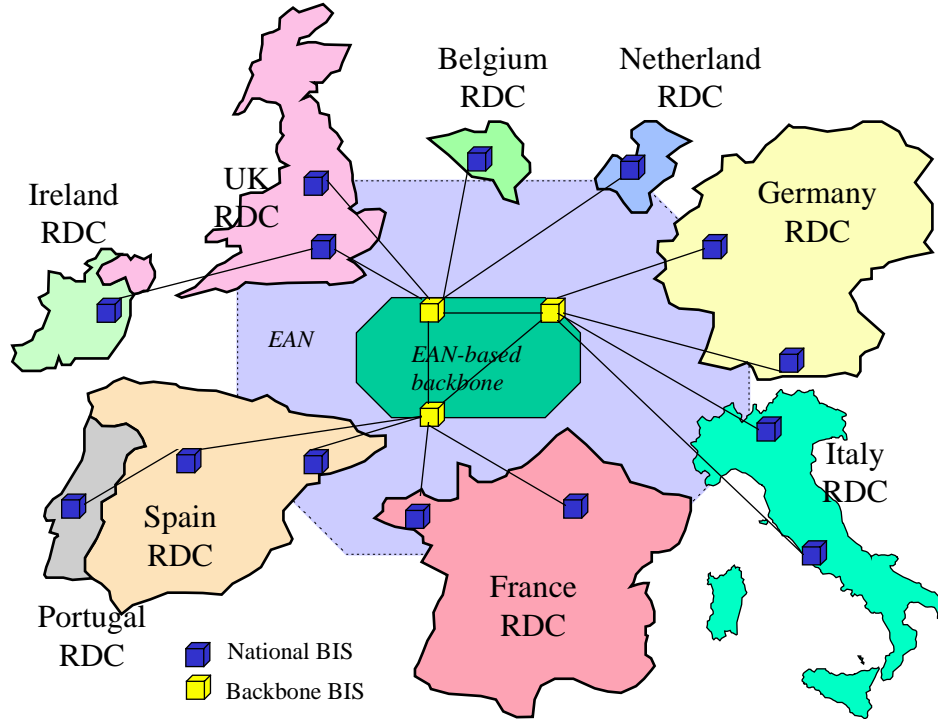 Belgium
RDC
Netherland
RDC
UK
RDC
Ireland
RDC
Germany
RDC
EAN
EAN-based
backbone
Italy
RDC
Spain
RDC
France
RDC
Portugal
RDC
National BIS
Backbone BIS